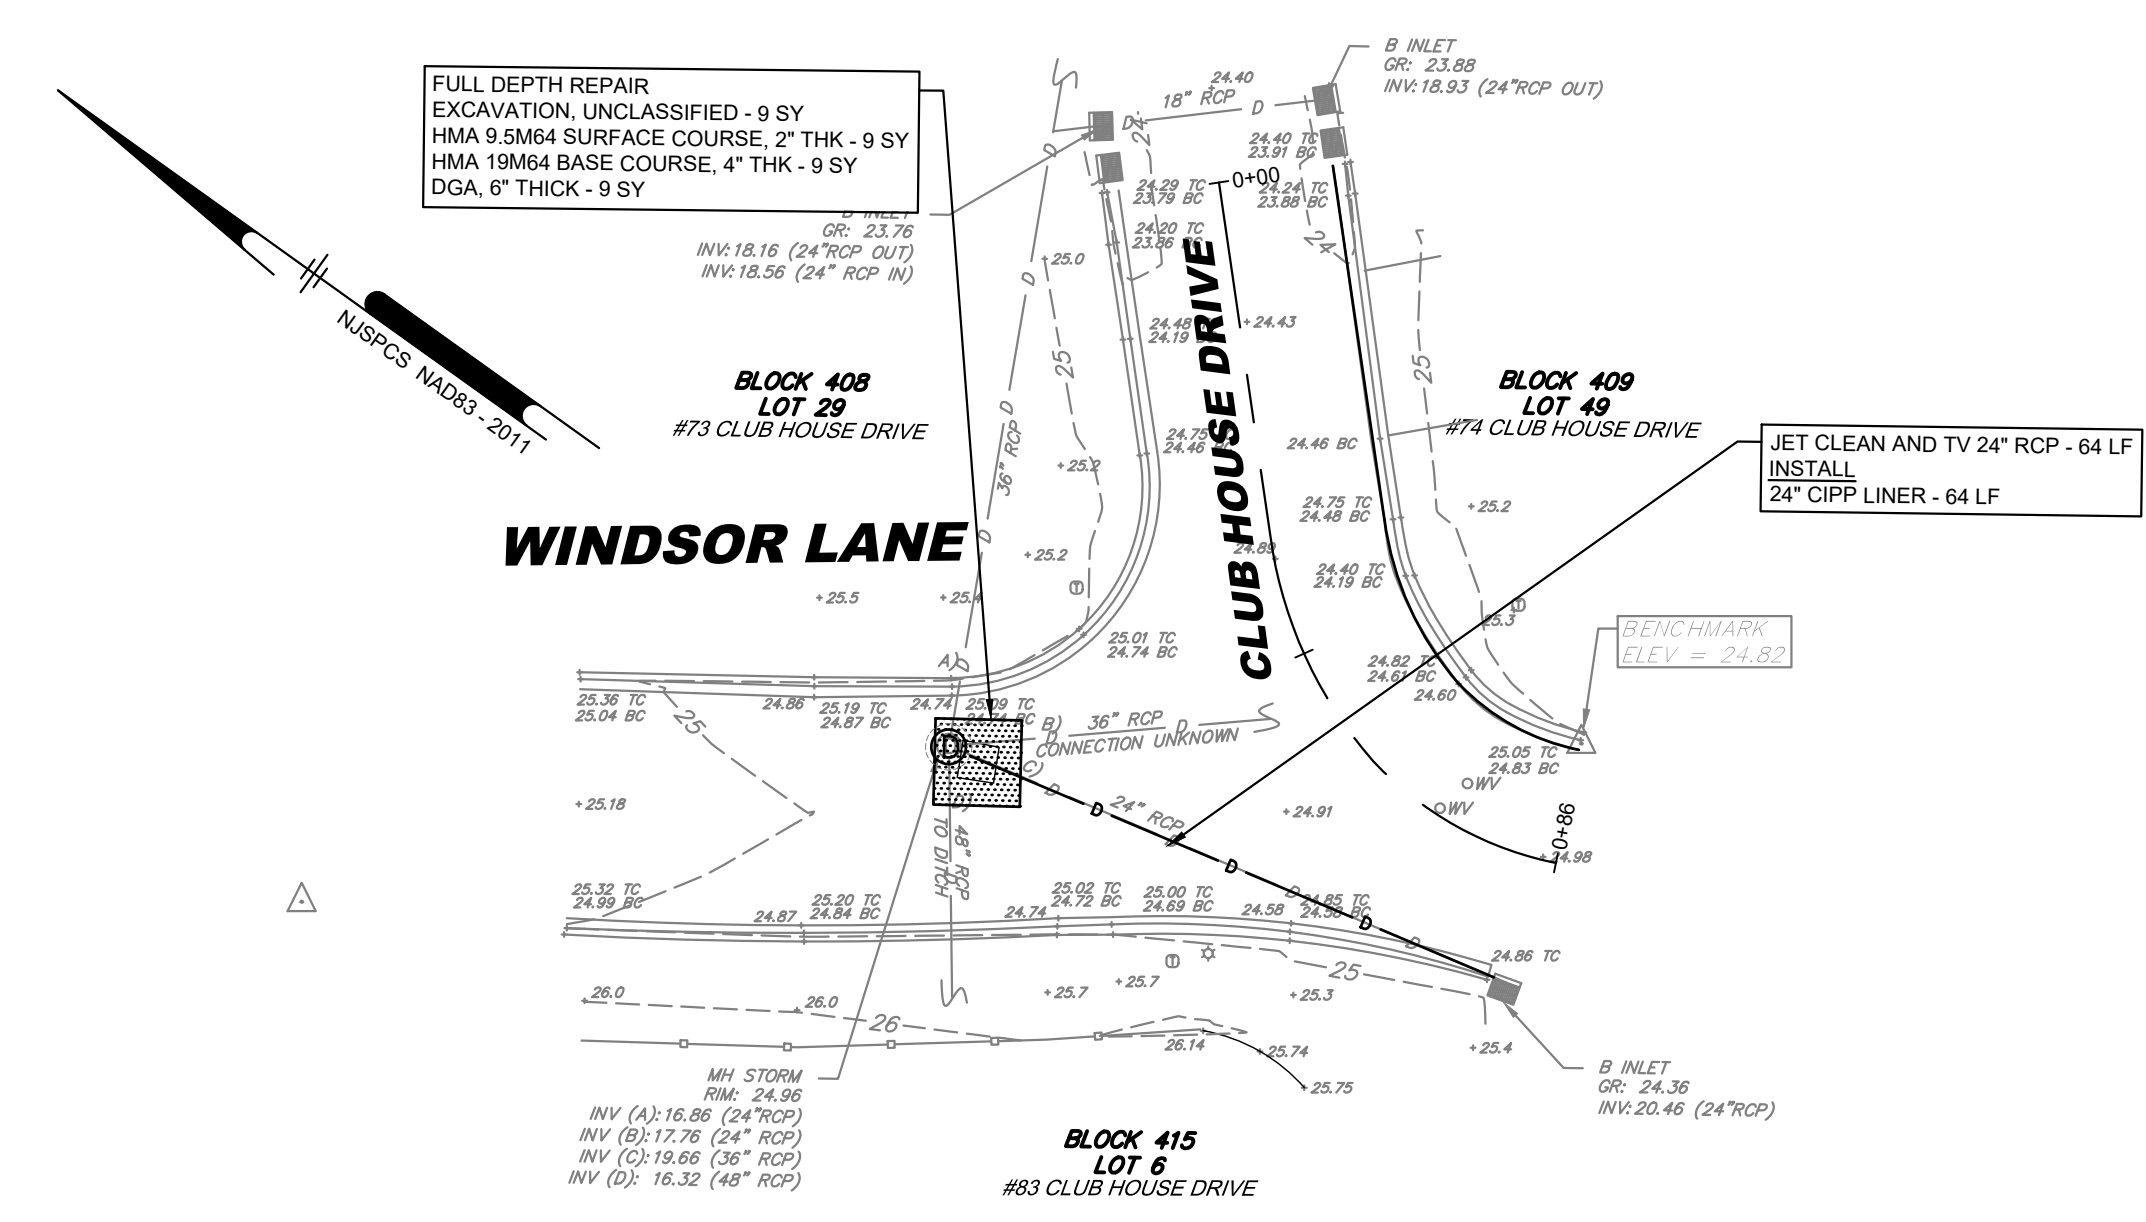 FULL DEPTH REPAIR
EXCAVATION, UNCLASSIFIED - 9 SY
HMA 9.5M64 SURFACE COURSE, 2" THK - 9 SY
HMA 19M64 BASE COURSE, 4" THK - 9 SY
DGA, 6" THICK - 9 SY
B INLET
GR: 23.76
INV:18.16 (24"RCP OUT)
INV:18.56 (24" RCP IN)
B INLET
GR: 23.88
INV:18.93 (24"RCP OUT)
24.40
18" RCP
D
D
24
24.40 TC
23.91 BC
24.29 TC
23.79 BC
0+00
24.24 TC
23.88 BC
24.20 TC
23.86 BC
24
25.0
D
D
NJSPCS NAD83 - 2011
24.48 TC
24.19 BC
24.43
25
25
CLUB HOUSE DRIVE
BLOCK 408
LOT 29
#73 CLUB HOUSE DRIVE
BLOCK 409
LOT 49
#74 CLUB HOUSE DRIVE
36" RCP
D
24.75 TC
24.46 BC
24.46 BC
25.2
JET CLEAN AND TV 24" RCP - 64 LF
INSTALL
24" CIPP LINER - 64 LF
24.75 TC
24.48 BC
25.2
WINDSOR LANE
D
25.2
24.89
24.40 TC
24.19 BC
T
T
25.5
25.4
25.3
25.01 TC
24.74 BC
BENCHMARK
ELEV = 24.82
A)
D
24.82 TC
24.61 BC
24.60
25.36 TC
25.04 BC
25
24.86
25.19 TC
24.87 BC
24.74
25.09 TC
24.74 BC
B)
36" RCP
D
D
CONNECTION UNKNOWN
D
C)
25.05 TC
24.83 BC
WV
WV
25.18
D)
48" RCP
TO DITCH
D
D
D
24" RCP
D
24.91
0+86
24.98
D
D
25.32 TC
24.99 BC
24.87
25.20 TC
24.84 BC
24.74
25.02 TC
24.72 BC
25.00 TC
24.69 BC
24.58
24.85 TC
24.58 BC
D
D
24.86 TC
T
25
26.0
26.0
26
25.7
25.7
25.3
26.14
25.74
25.75
25.4
MH STORM
RIM: 24.96
INV (A):16.86 (24"RCP)
INV (B):17.76 (24" RCP)
INV (C):19.66 (36" RCP)
INV (D): 16.32 (48" RCP)
B INLET
GR: 24.36
INV:20.46 (24"RCP)
BLOCK 415
LOT 6
#83 CLUB HOUSE DRIVE